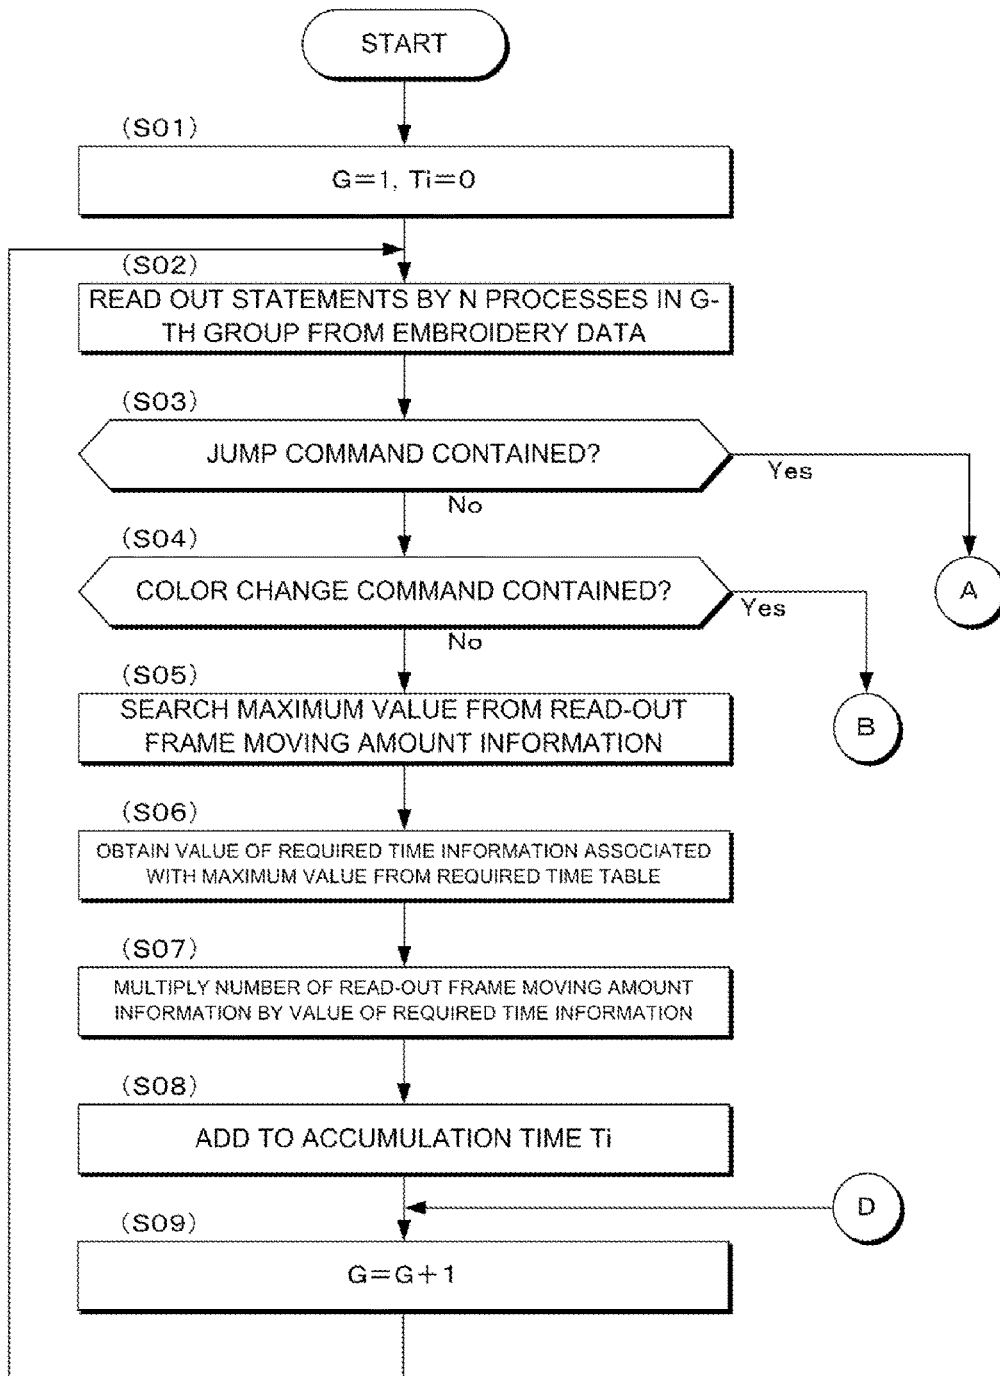 START
(S01)
G=1, Ti=0
(S02)
READ OUT STATEMENTS BY N PROCESSES IN G-
TH GROUP FROM EMBROIDERY DATA
(S03)
JUMP COMMAND CONTAINED?
Yes
No
(S04)
COLOR CHANGE COMMAND CONTAINED?
A
Yes
No
(S05)
SEARCH MAXIMUM VALUE FROM READ-OUT
FRAME MOVING AMOUNT INFORMATION
B
(S06)
OBTAIN VALUE OF REQUIRED TIME INFORMATION ASSOCIATED
WITH MAXIMUM VALUE FROM REQUIRED TIME TABLE
(S07)
MULTIPLY NUMBER OF READ-OUT FRAME MOVING AMOUNT
INFORMATION BY VALUE OF REQUIRED TIME INFORMATION
(S08)
ADD TO ACCUMULATION TIME Ti
D
(S09)
G=G+1